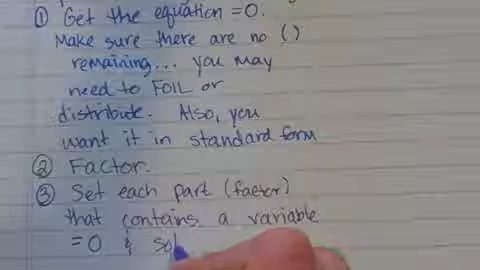 ① Get the equation =0.
Make sure there are no ()
remaining... you may
need to FOIL or
distribute. Also, you
want it in standard form
② Factor.
③ Set each part (factor)
that contains a variable
=0 &